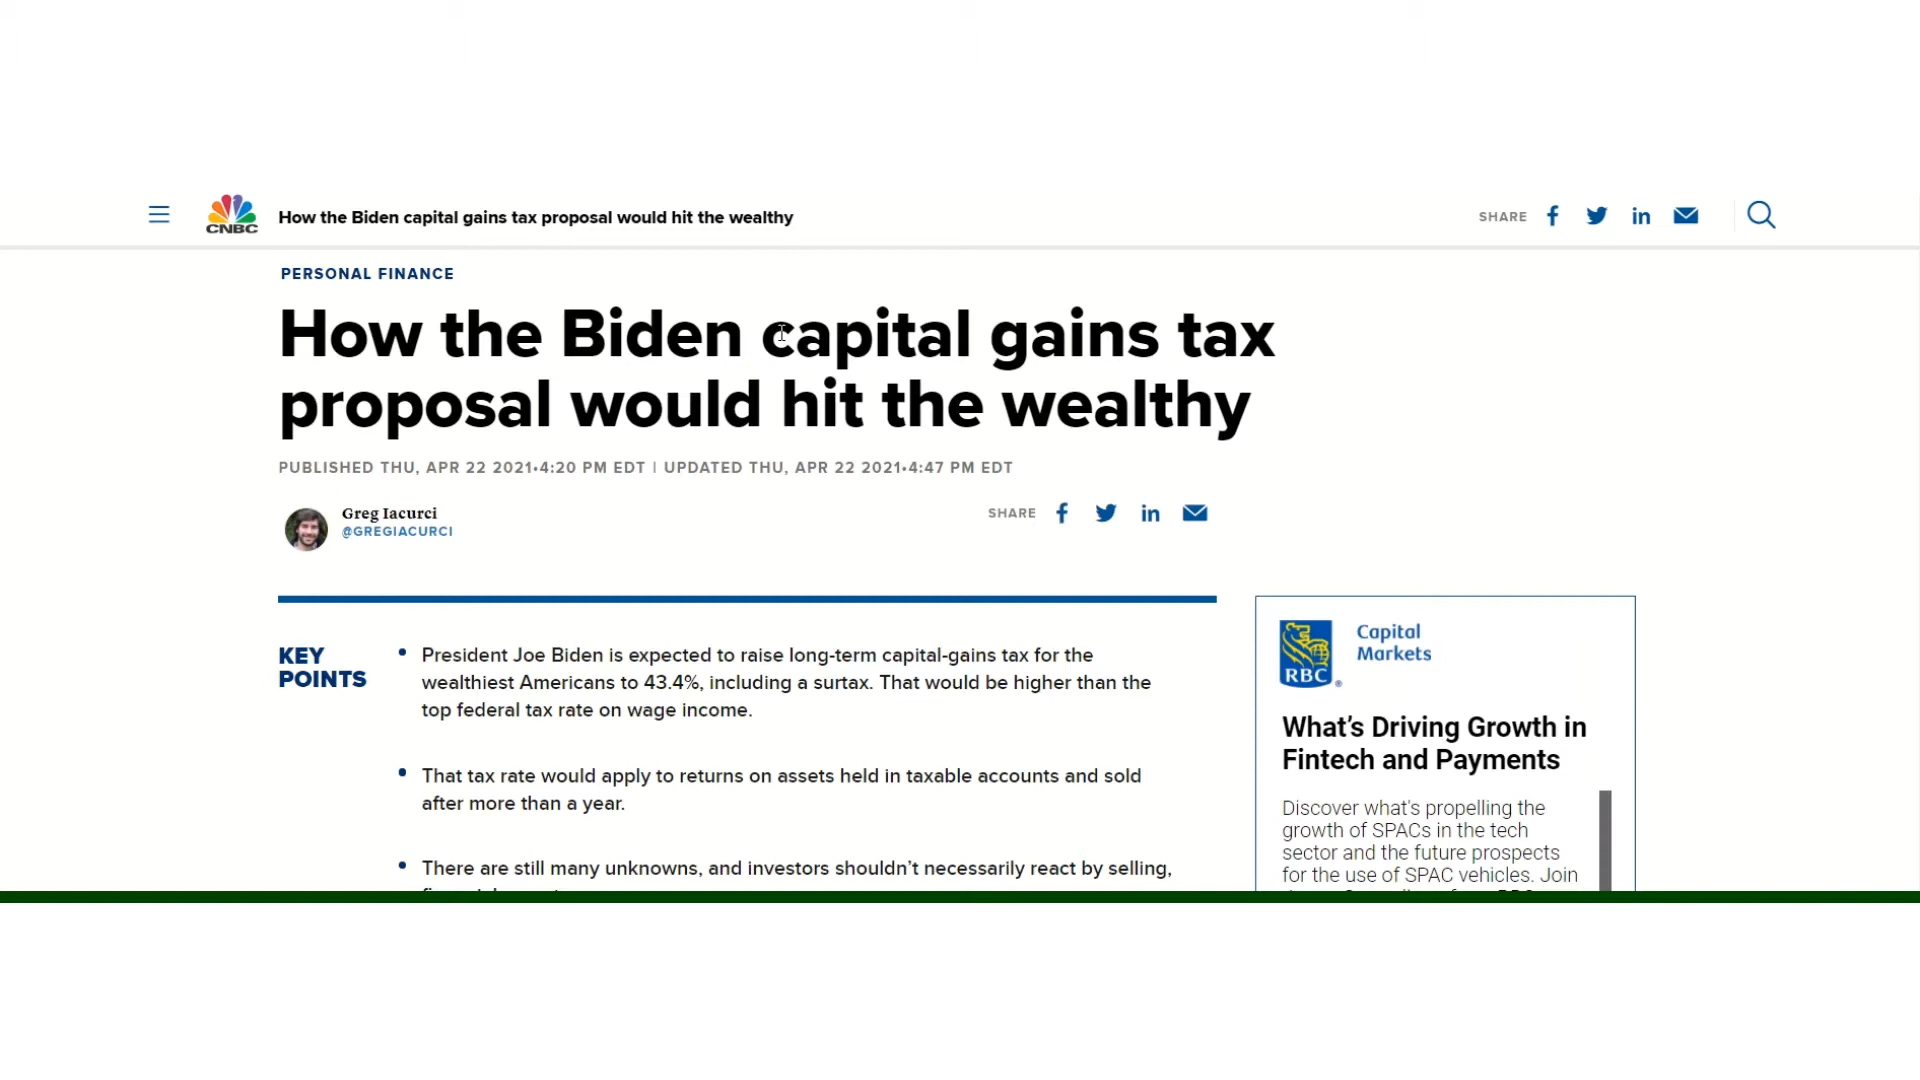 CNBC
How the Biden capital gains tax proposal would hit the wealthy
SHARE
PERSONAL FINANCE
How the Biden capital gains tax
proposal would hit the wealthy
PUBLISHED THU, APR 22 2021•4:20 PM EDT | UPDATED THU, APR 22 2021•4:47 PM EDT
Greg Iacurci
@GREGIACURCI
SHARE
KEY
POINTS
• President Joe Biden is expected to raise long-term capital-gains tax for the
wealthiest Americans to 43.4%, including a surtax. That would be higher than the
top federal tax rate on wage income.
• That tax rate would apply to returns on assets held in taxable accounts and sold
after more than a year.
• There are still many unknowns, and investors shouldn't necessarily react by selling,
RBC
®
Capital
Markets
What's Driving Growth in
Fintech and Payments
Discover what's propelling the
growth of SPACs in the tech
sector and the future prospects
for the use of SPAC vehicles. Join